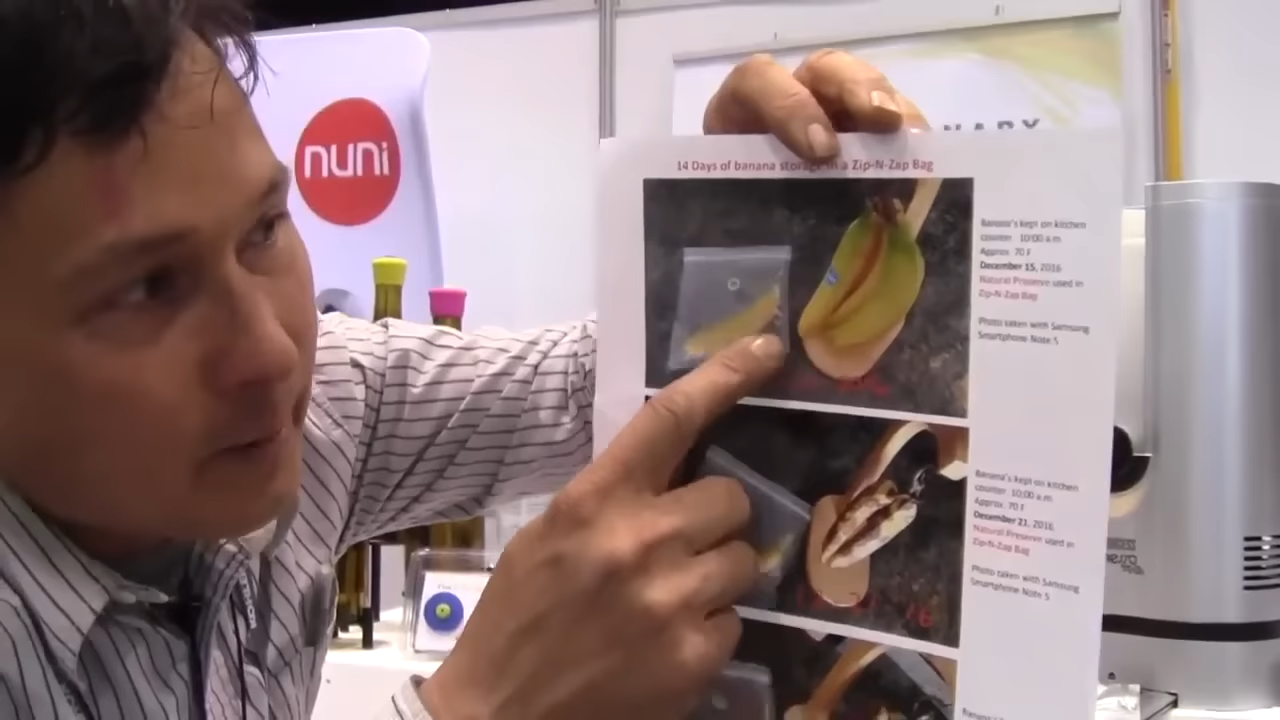 nuni
NARY
14 Days of banana storage in a Zip-N-Zap Bag
Banana's kept on kitchen
counter 10:00 a.m
Approx. 70 F
December 15, 2016
Natural Preserve used in
Zip-N-Zap Bag
Photo taken with Samsung
Smartphone Note 5
Banana's kept on kitchen
counter 10:00 a.m
Approx. 70 F
December 21, 2016
Natural Preserve used in
Zip-N-Zap Bag
Photo taken with Samsung
Smartphone Note 5